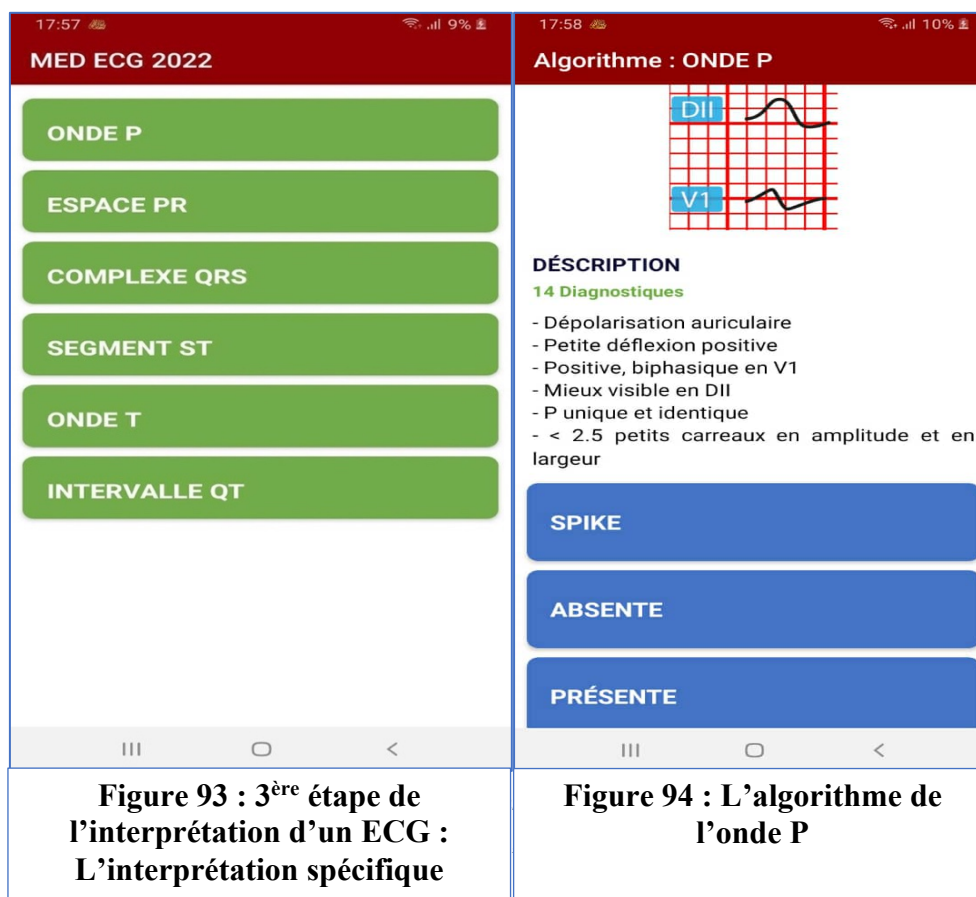 17:57 9%
MED ECG 2022
ONDE P
ESPACE PR
COMPLEXE QRS
SEGMENT ST
ONDE T
INTERVALLE QT
Figure 93 : 3ère étape de
l’interprétation d’un ECG :
L’interprétation spécifique
17:58 10%
Algorithme : ONDE P
DII
V1
DÉSCRIPTION
14 Diagnostiques
- Dépolarisation auriculaire
- Petite déflexion positive
- Positive, biphasique en V1
- Mieux visible en DII
- P unique et identique
- < 2.5 petits carreaux en amplitude et en
largeur
SPIKE
ABSENTE
PRÉSENTE
Figure 94 : L’algorithme de
l’onde P